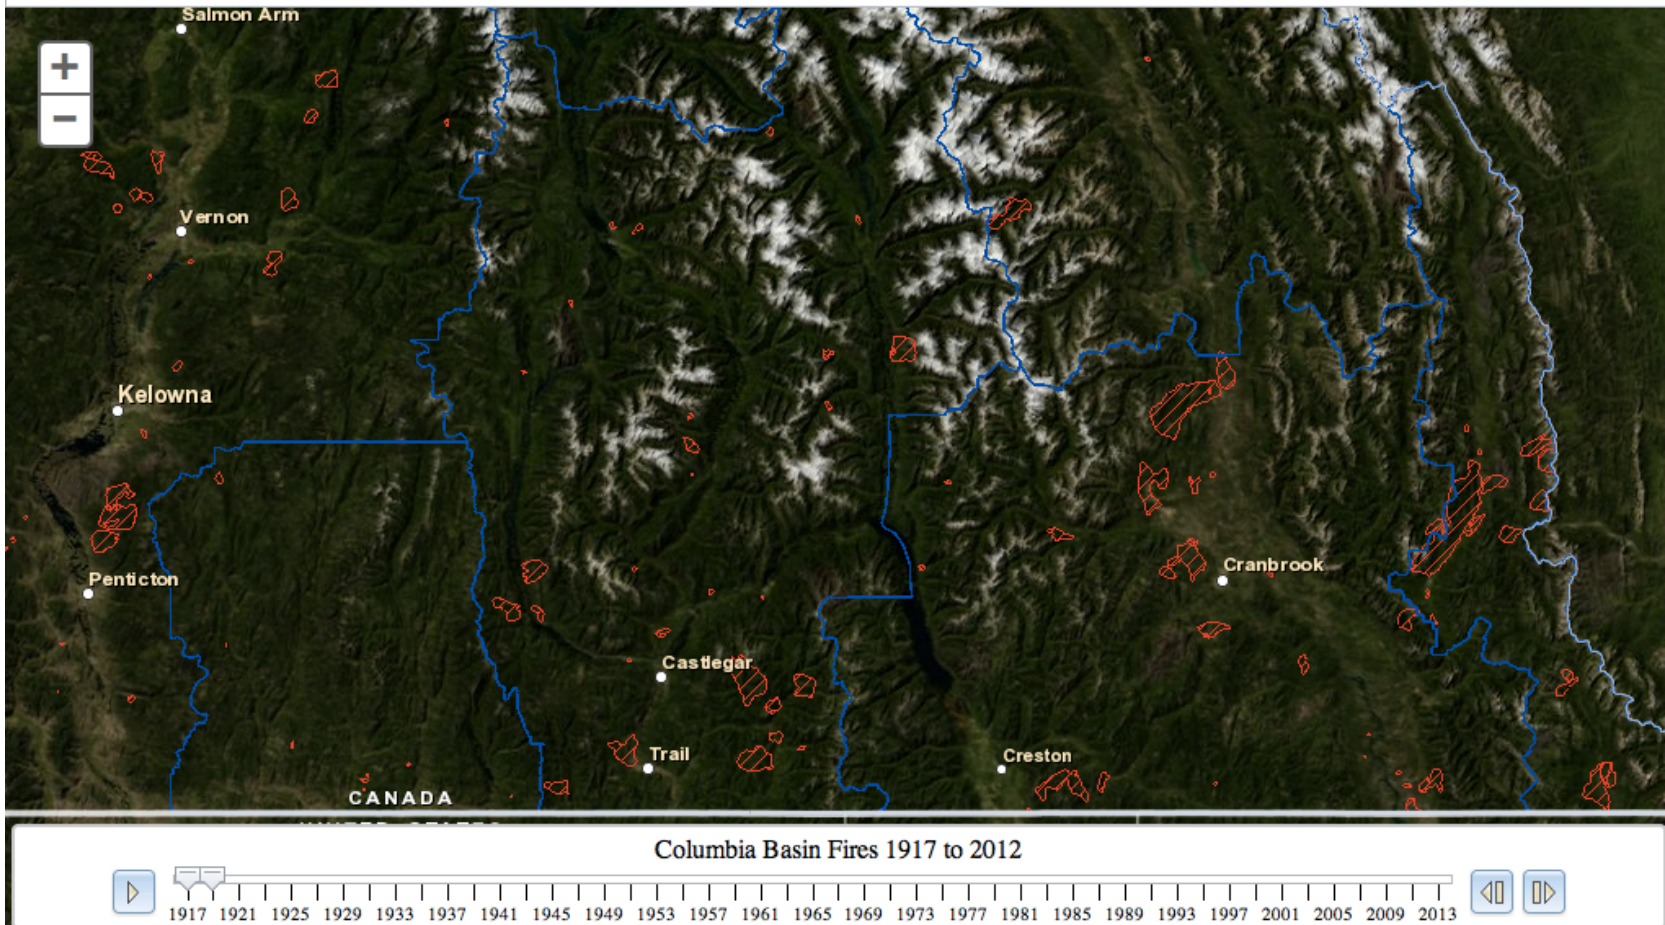 Salmon Arm
+
−
Vernon
Kelowna
Penticton
Cranbrook
Castlegar
Trail
Creston
CANADA
UNITED STATES
Columbia Basin Fires 1917 to 2012
1917 1921 1925 1929 1933 1937 1941 1945 1949 1953 1957 1961 1965 1969 1973 1977 1981 1985 1989 1993 1997 2001 2005 2009 2013